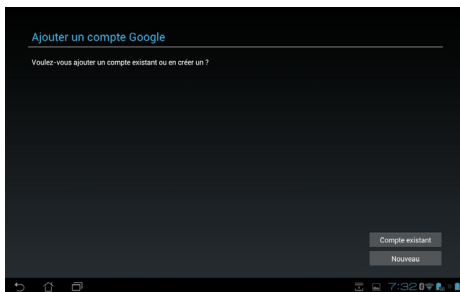 Ajouter un compte Google
Voulez-vous ajouter un compte existant ou en créer un ?
Compte existant
Nouveau
7:32